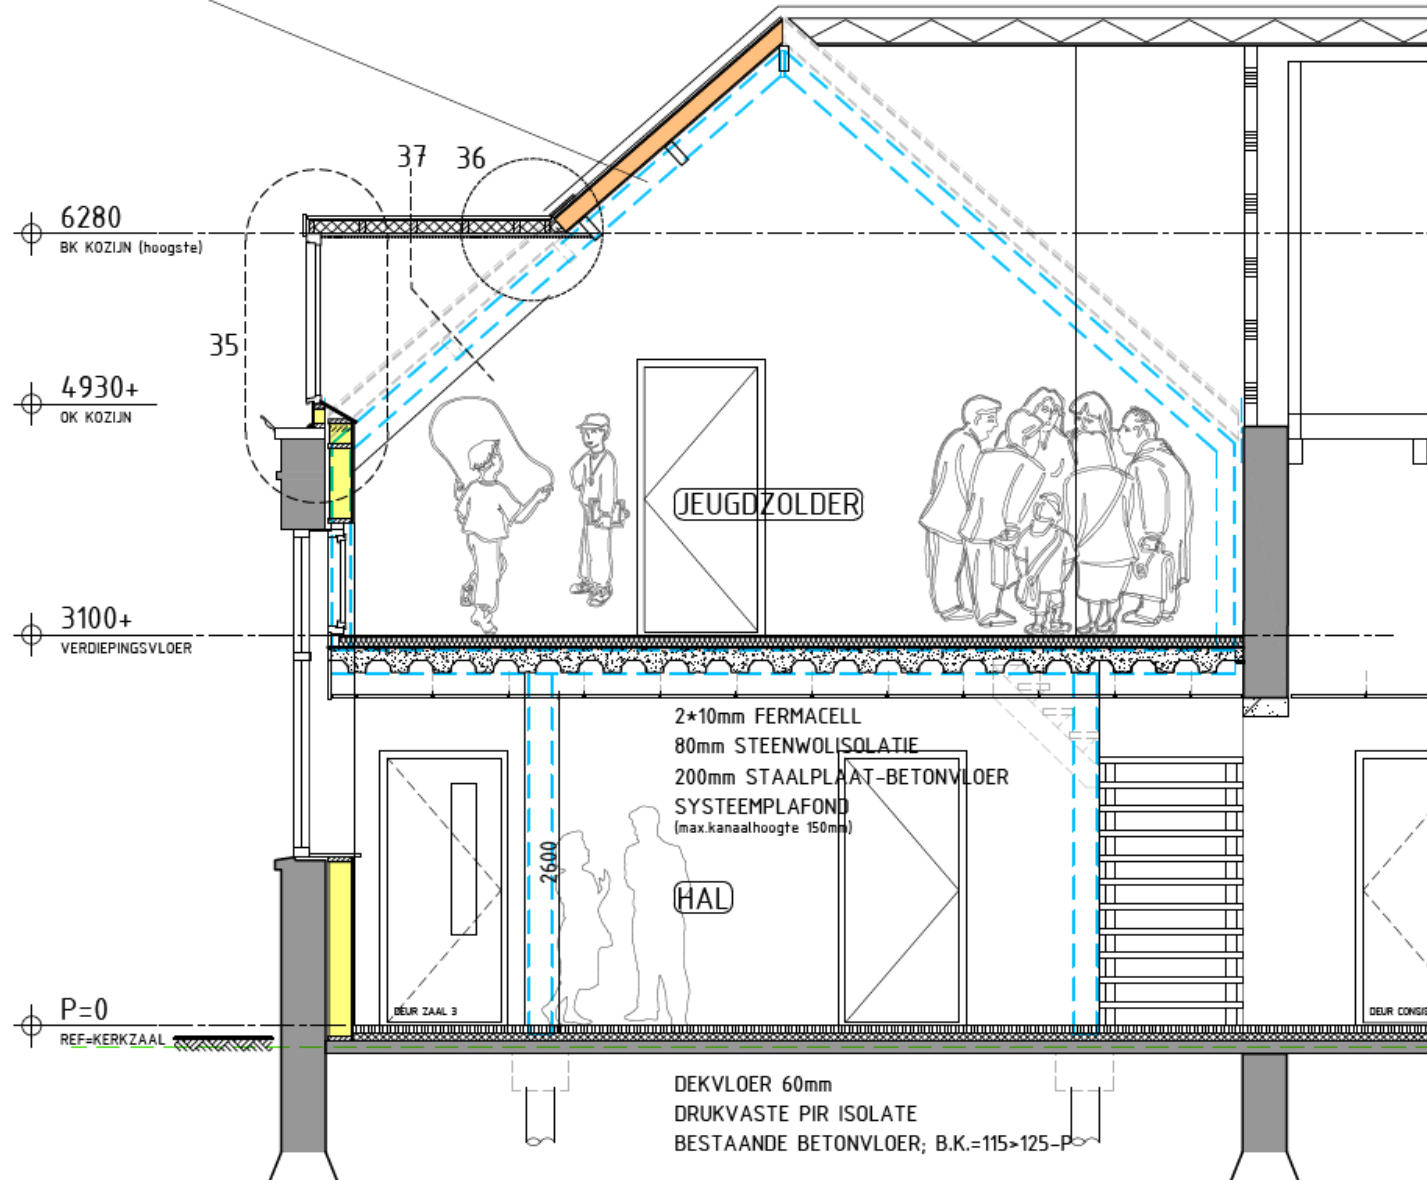 37
36
6280
BK KOZIJN (hoogste)
35
4930+
OK KOZIJN
JEUGDZOLDER
3100+
VERDIEPINGSVLOER
2*10mm FERMACELL
80mm STEENWOLISOLATIE
200mm STAALPLAAT-BETONVLOER
SYSTEEMPLAFOND
(max.kanaalhoogte 150mm)
2600
HAL
P=0
REF=KERKZAAL
DEUR ZAAL 3
DEUR CONSIS
DEKVLOER 60mm
DRUKVASTE PIR ISOLATE
BESTAANDE BETONVLOER; B.K.=115>125-P